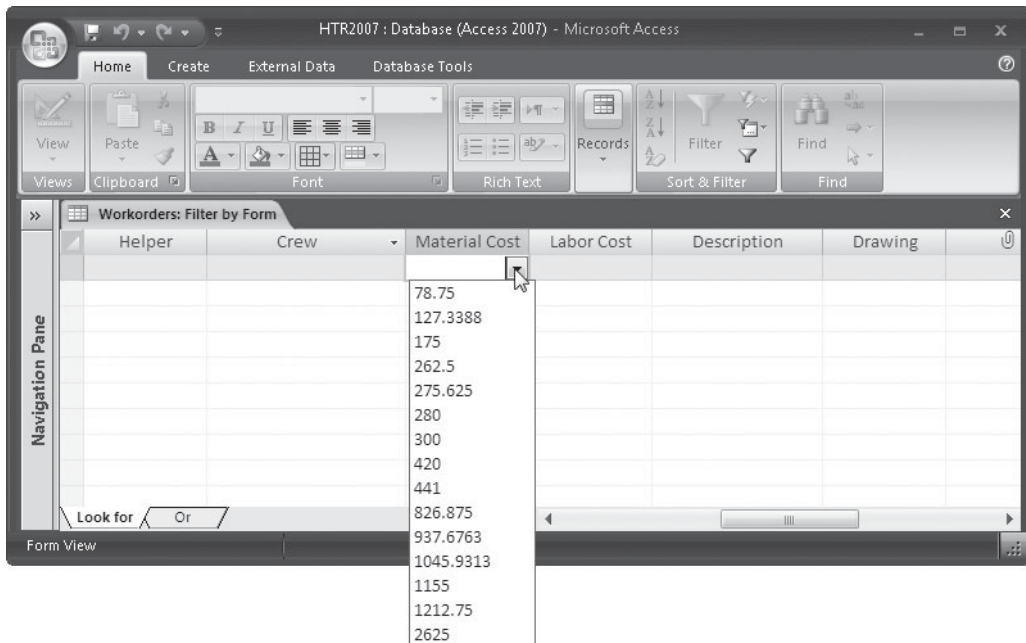 HTR2007 : Database (Access 2007) - Microsoft Access
Home Create External Data Database Tools
View Paste B I U A Records Filter Find
Views Clipboard Font Rich Text Sort & Filter Find
Workorders: Filter by Form
Helper Crew Material Cost Labor Cost Description Drawing
Navigation Pane
78.75
127.3388
175
262.5
275.625
280
300
420
441
826.875
937.6763
1045.9313
1155
1212.75
2625
Look for Or
Form View